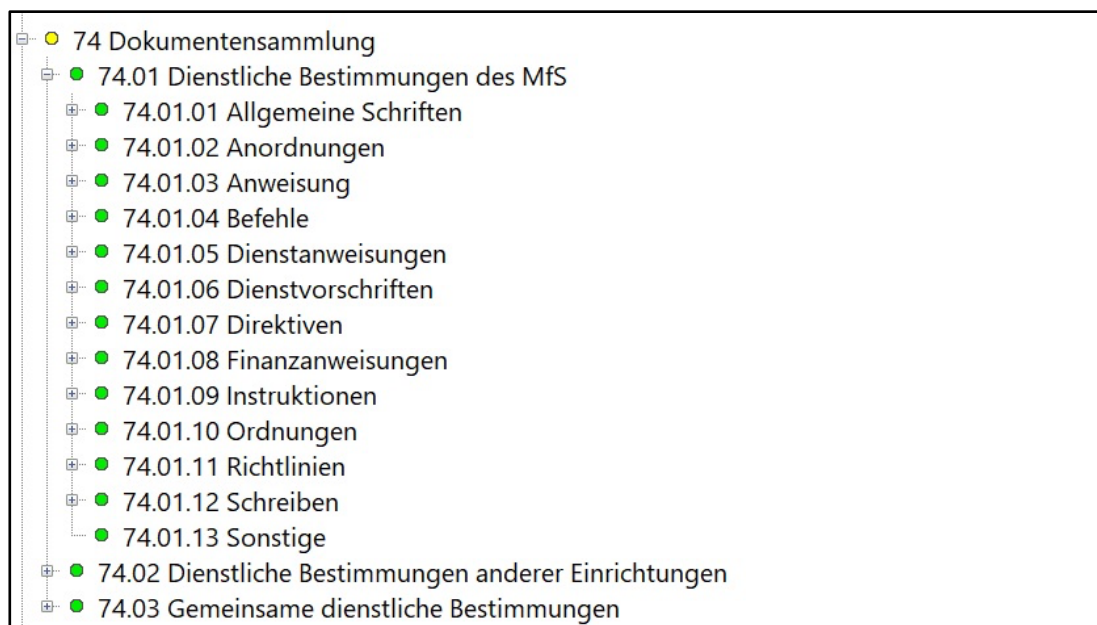 74 Dokumentensammlung
74.01 Dienstliche Bestimmungen des MfS
74.01.01 Allgemeine Schriften
74.01.02 Anordnungen
74.01.03 Anweisung
74.01.04 Befehle
74.01.05 Dienstanweisungen
74.01.06 Dienstvorschriften
74.01.07 Direktiven
74.01.08 Finanzanweisungen
74.01.09 Instruktionen
74.01.10 Ordnungen
74.01.11 Richtlinien
74.01.12 Schreiben
74.01.13 Sonstige
74.02 Dienstliche Bestimmungen anderer Einrichtungen
74.03 Gemeinsame dienstliche Bestimmungen